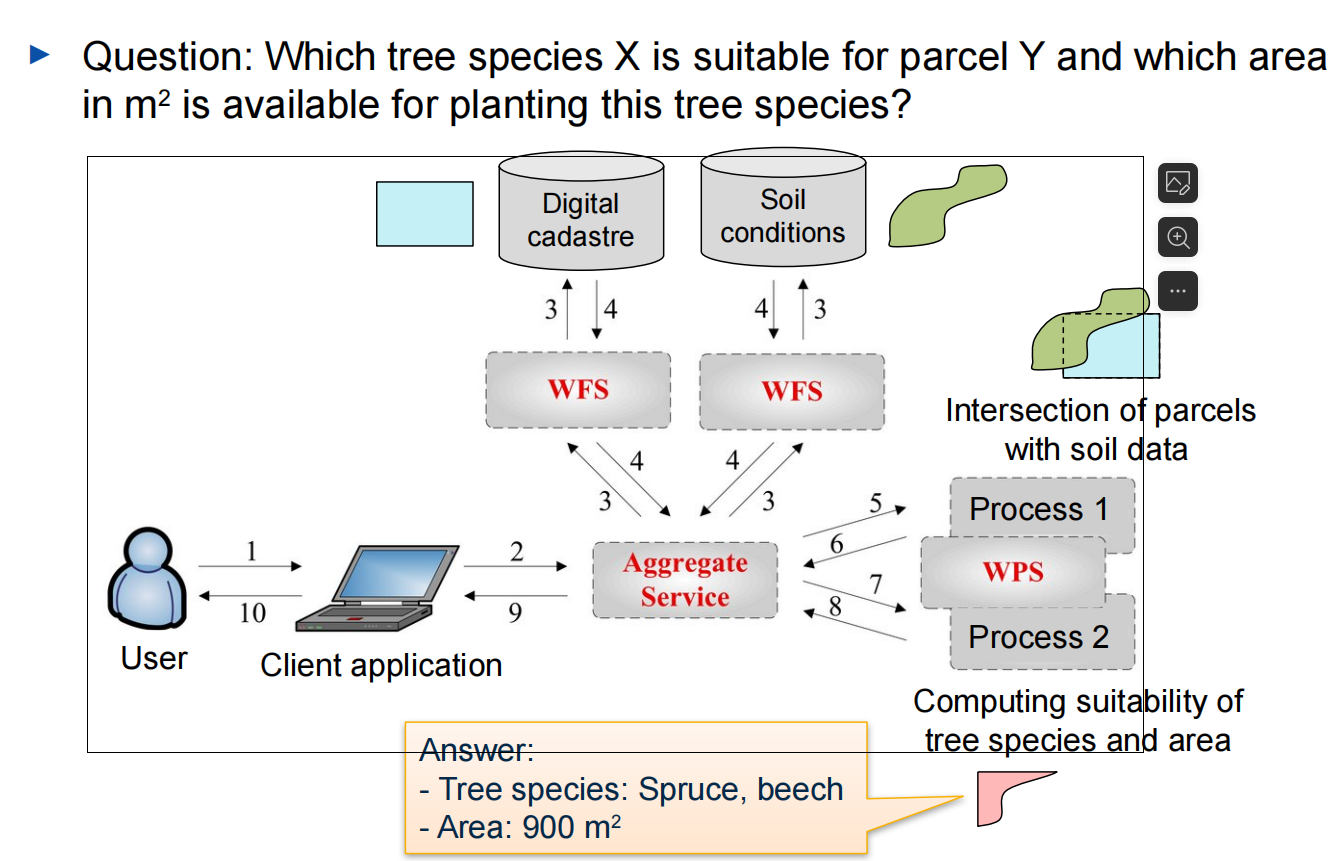 Question: Which tree species X is suitable for parcel Y and which area
in m² is available for planting this tree species?
Digital
cadastre
Soil
conditions
3
4
4
3
WFS
WFS
Intersection of parcels
with soil data
4
3
4
3
5
6
7
8
Process 1
WPS
Process 2
1
10
2
9
Aggregate
Service
User
Client application
Computing suitability of
tree species and area
Answer:
- Tree species: Spruce, beech
- Area: 900 m²